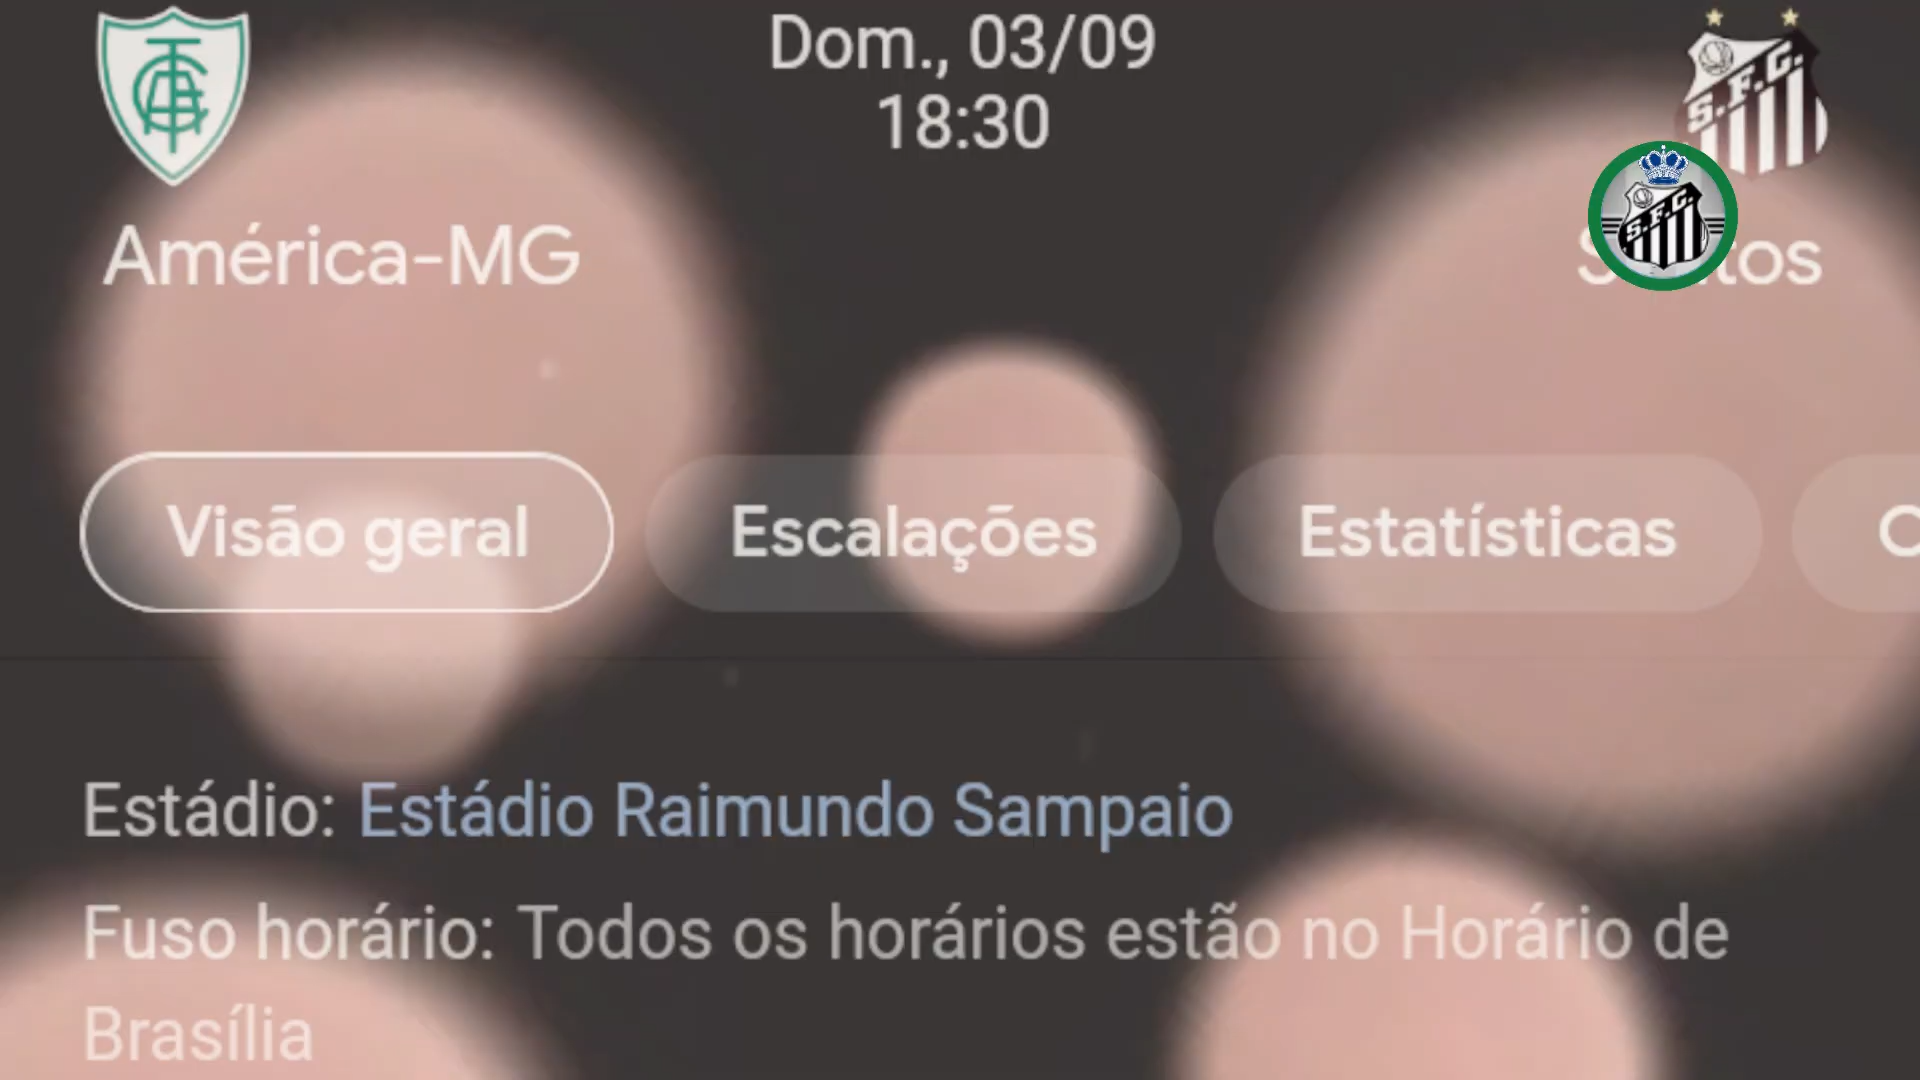 Dom., 03/09
18:30
S.F.C.
S.F.C.
América-MG
Visão geral
Escalações
Estatísticas
Estádio: Estádio Raimundo Sampaio
Fuso horário: Todos os horários estão no Horário de
Brasília